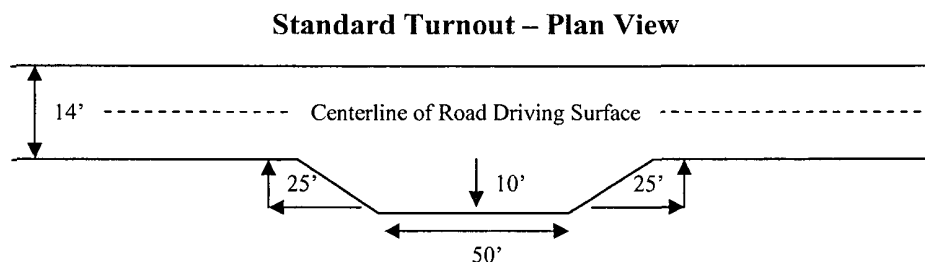 Standard Turnout – Plan View
14’
Centerline of Road Driving Surface
25’
10’
25’
50’